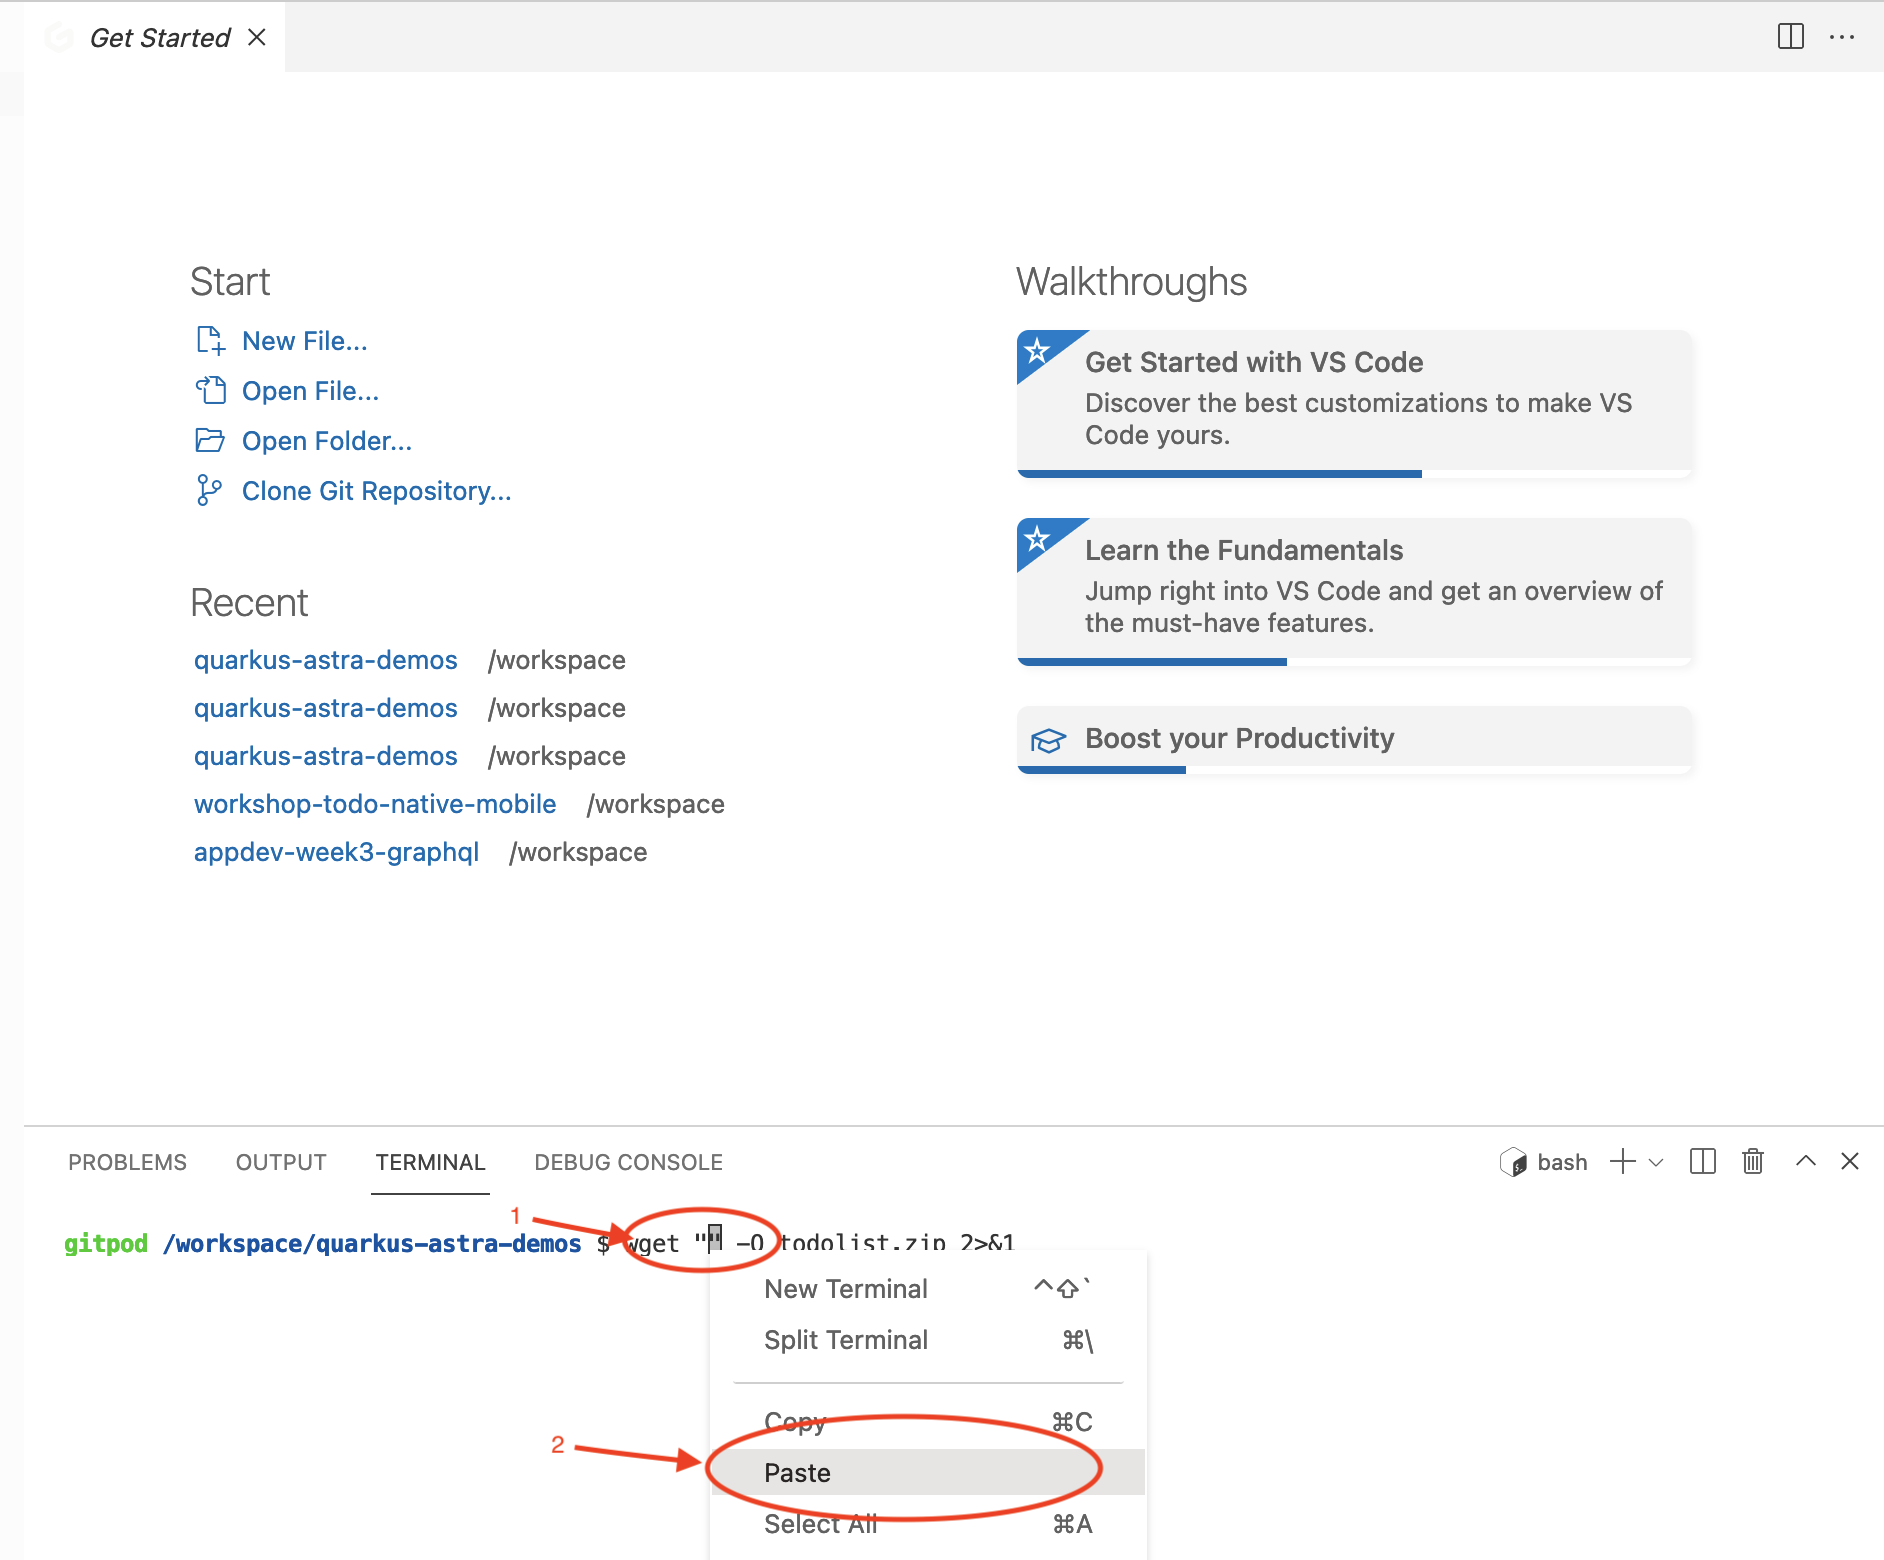 Get Started
Start
New File...
Open File...
Open Folder...
Clone Git Repository...
Recent
quarkus-astra-demos /workspace
quarkus-astra-demos /workspace
quarkus-astra-demos /workspace
workshop-todo-native-mobile /workspace
appdev-week3-graphql /workspace
Walkthroughs
Get Started with VS Code
Discover the best customizations to make VS
Code yours.
Learn the Fundamentals
Jump right into VS Code and get an overview of
the must-have features.
Boost your Productivity
PROBLEMS OUTPUT TERMINAL DEBUG CONSOLE
bash
1
gitpod /workspace/quarkus-astra-demos $ wget "" -O todolist.zip 2>&1
New Terminal ^⇧`
Split Terminal ⌘\
Copy ⌘C
2
Paste
Select All ⌘A